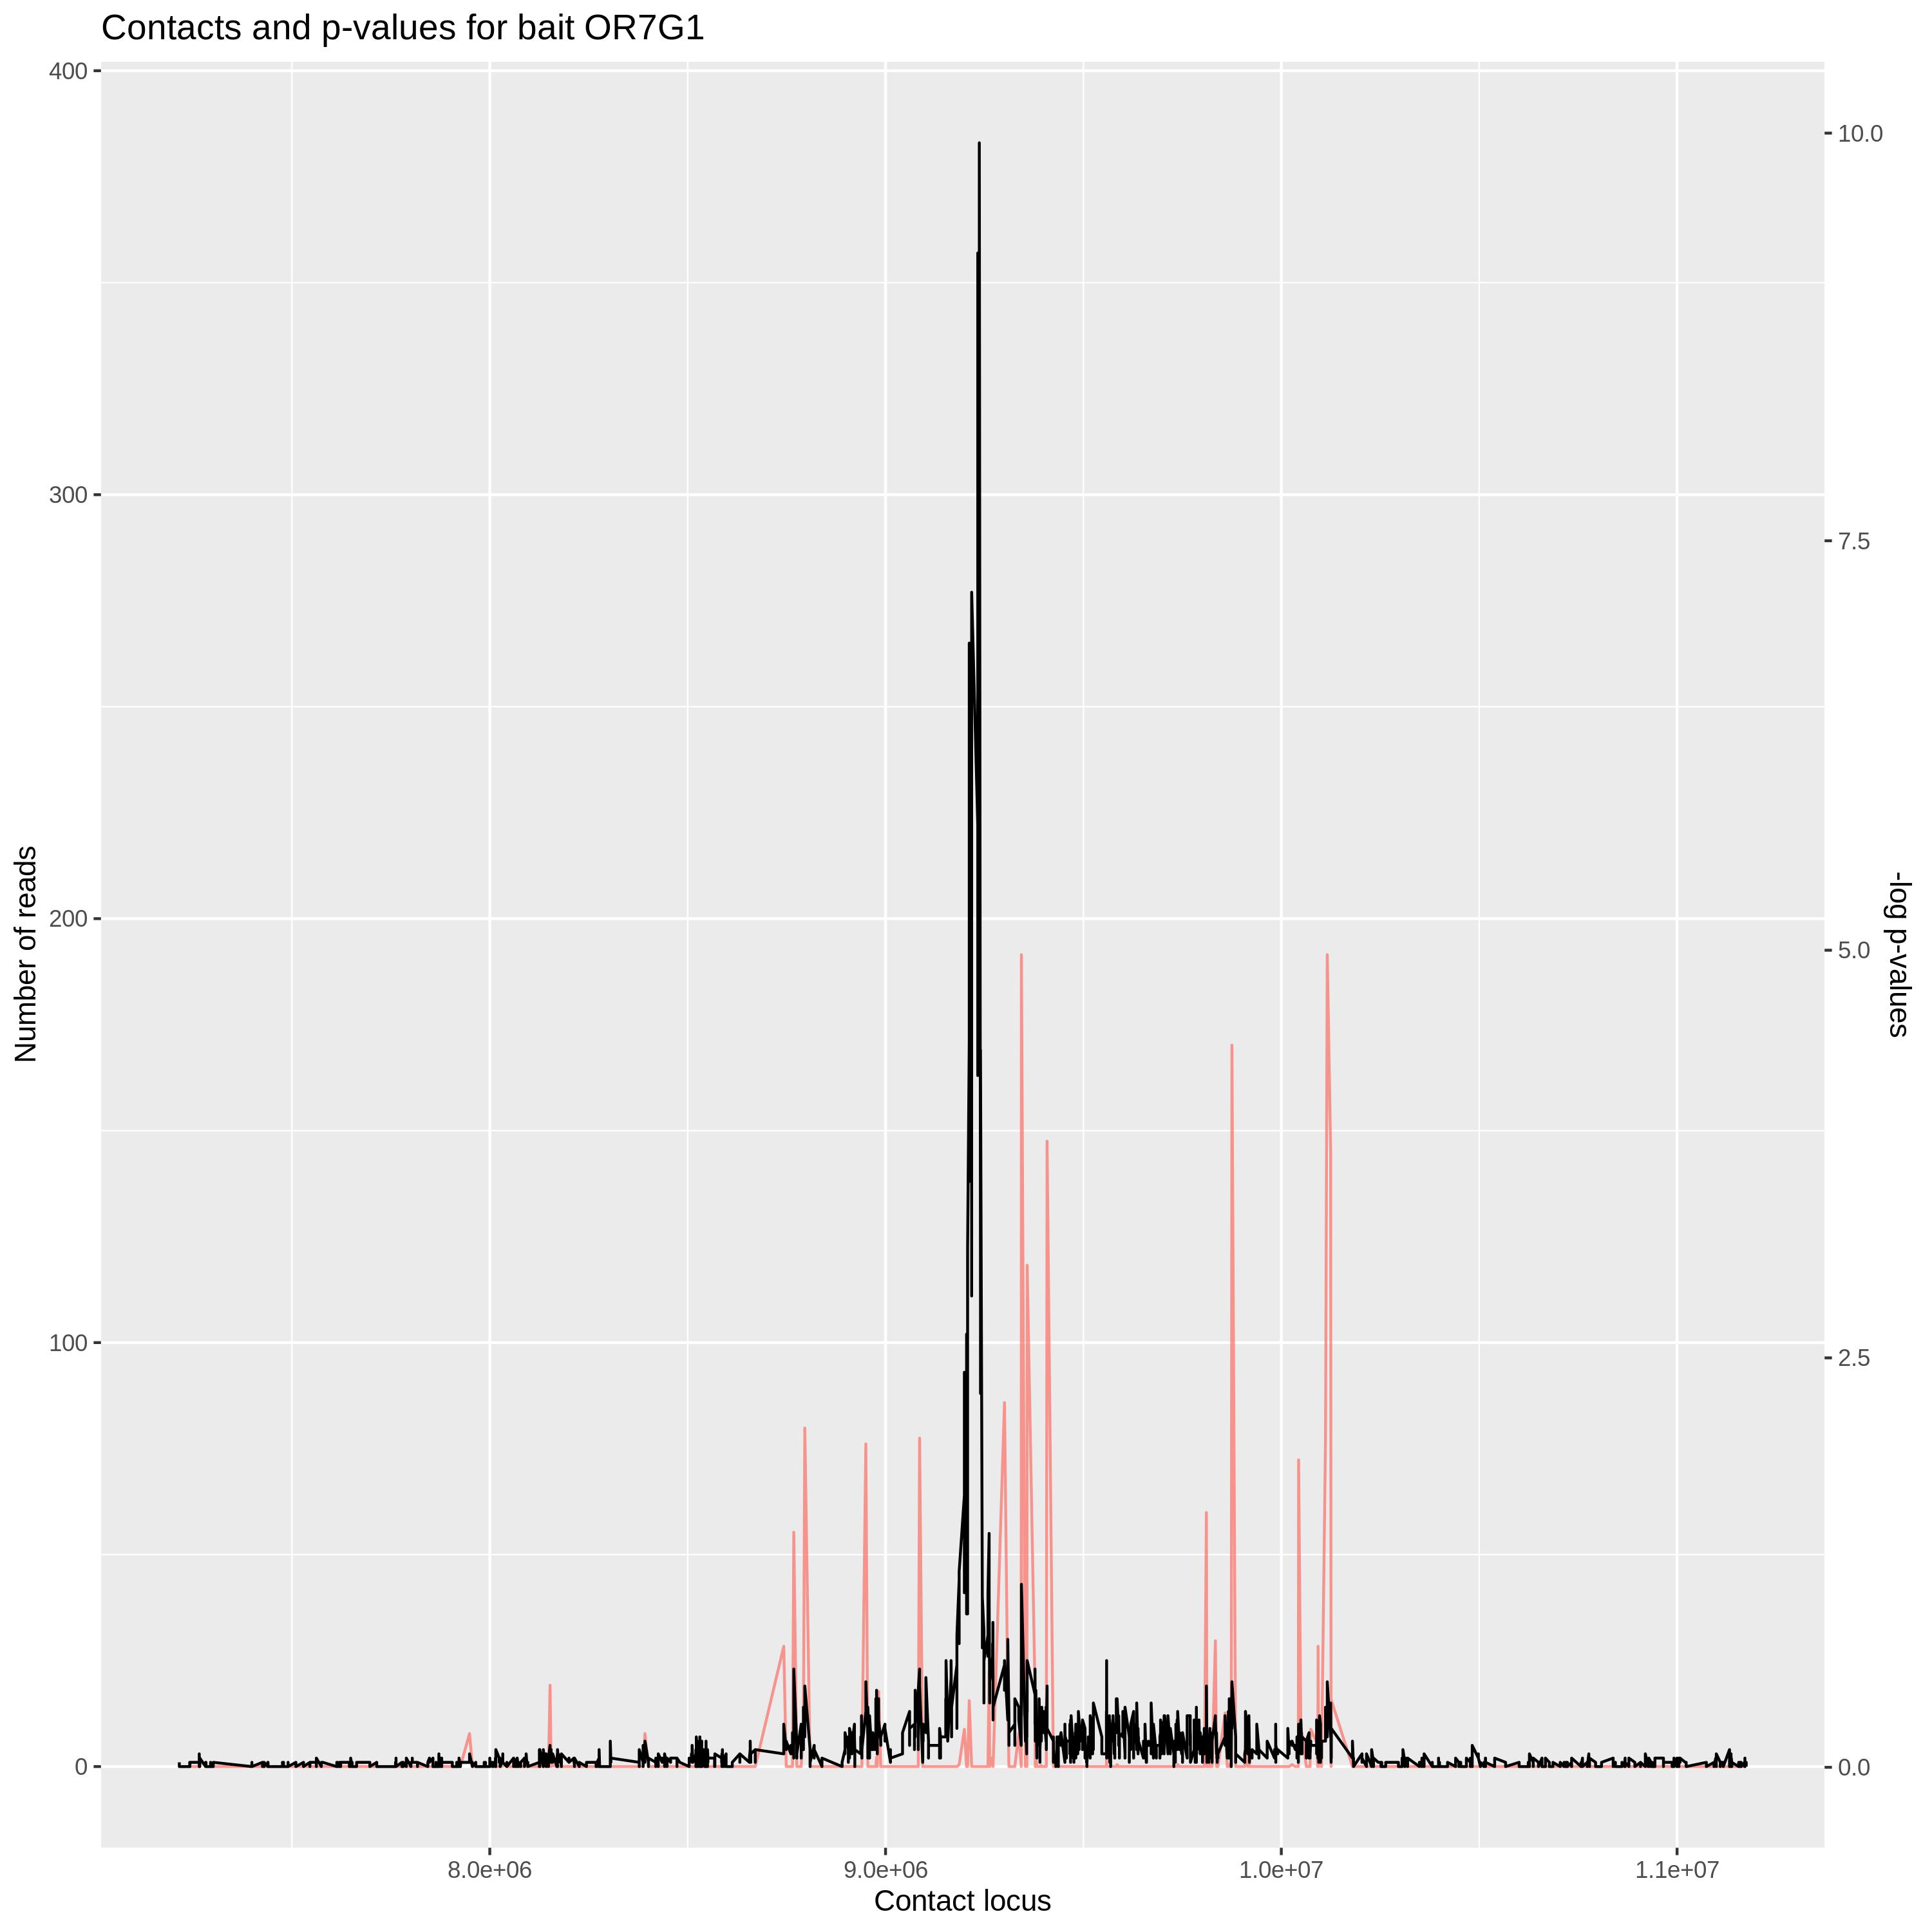 Contacts and p-values for bait OR7G1
400
300
200
100
0
Number of reads
10.0
7.5
5.0
2.5
0.0
-log p-values
8.0e+06
9.0e+06
1.0e+07
1.1e+07
Contact locus